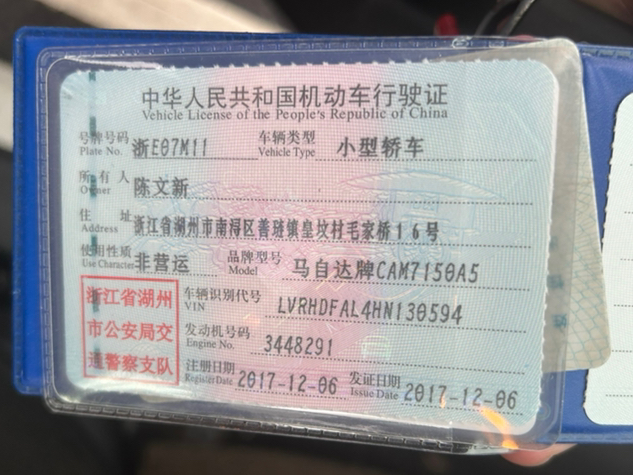 中华人民共和国机动车行驶证
Vehicle License of the People's Republic of China
号牌号码 Plate No. 浙E07M11 车辆类型 Vehicle Type 小型轿车
所有人 Owner 陈文新
住址 Address 浙江省湖州市南浔区善琏镇皇坟村毛家桥16号
使用性质 Use Character 非营运 品牌型号 Model 马自达牌CAM7150A5
车辆识别代号 VIN LVRHDFAL4HN130594
发动机号码 Engine No. 3448291
注册日期 Register Date 2017-12-06 发证日期 Issue Date 2017-12-06
浙江省湖州
市公安局交
通警察支队